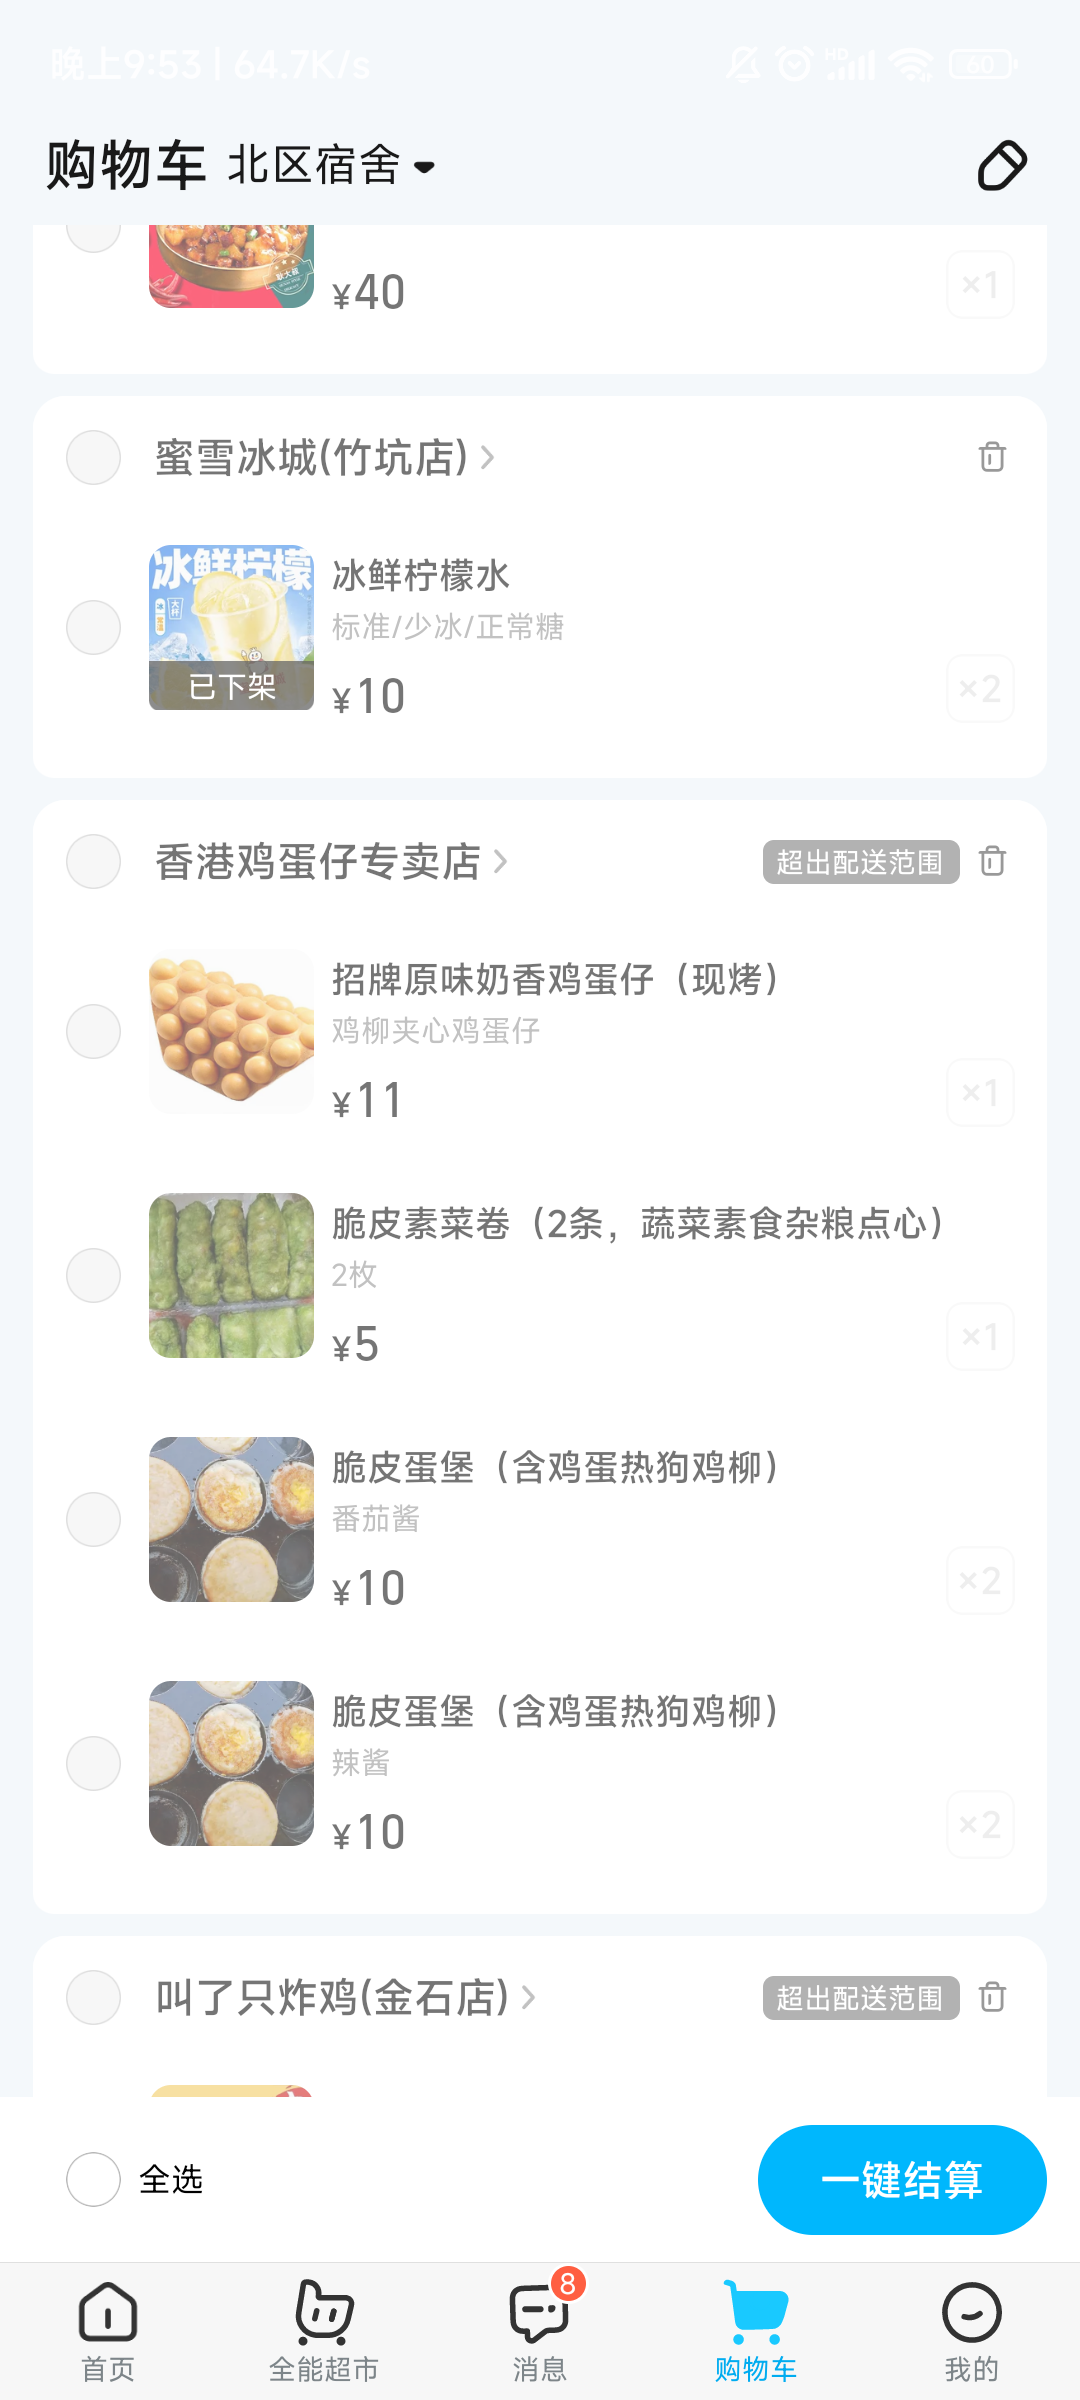 晚上9:53 | 64.7K/s
HD
60
购物车 北区宿舍
耿大叔
¥40
×1
蜜雪冰城(竹坑店)
冰鲜柠檬
大杯
已下架
冰鲜柠檬水
标准/少冰/正常糖
¥10
×2
香港鸡蛋仔专卖店
超出配送范围
招牌原味奶香鸡蛋仔（现烤）
鸡柳夹心鸡蛋仔
¥11
×1
脆皮素菜卷（2条，蔬菜素食杂粮点心）
2枚
¥5
×1
脆皮蛋堡（含鸡蛋热狗鸡柳）
番茄酱
¥10
×2
脆皮蛋堡（含鸡蛋热狗鸡柳）
辣酱
¥10
×2
叫了只炸鸡(金石店)
超出配送范围
全选
一键结算
8
首页
全能超市
消息
购物车
我的